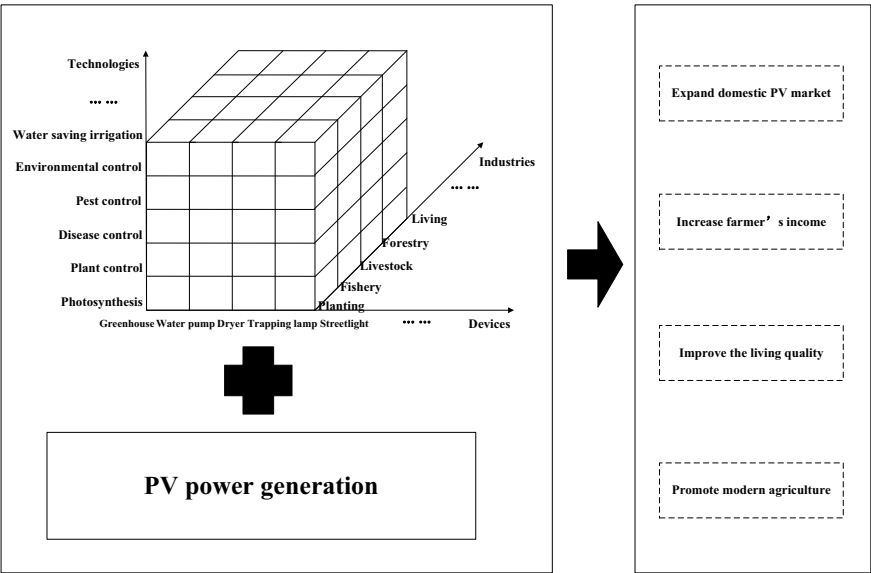 Technologies
... ...
Water saving irrigation
Environmental control
Pest control
Disease control
Plant control
Photosynthesis
Greenhouse Water pump Dryer Trapping lamp Streetlight
... ...
Devices
Planting
Fishery
Livestock
Forestry
Living
... ...
Industries
PV power generation
Expand domestic PV market
Increase farmer’s income
Improve the living quality
Promote modern agriculture